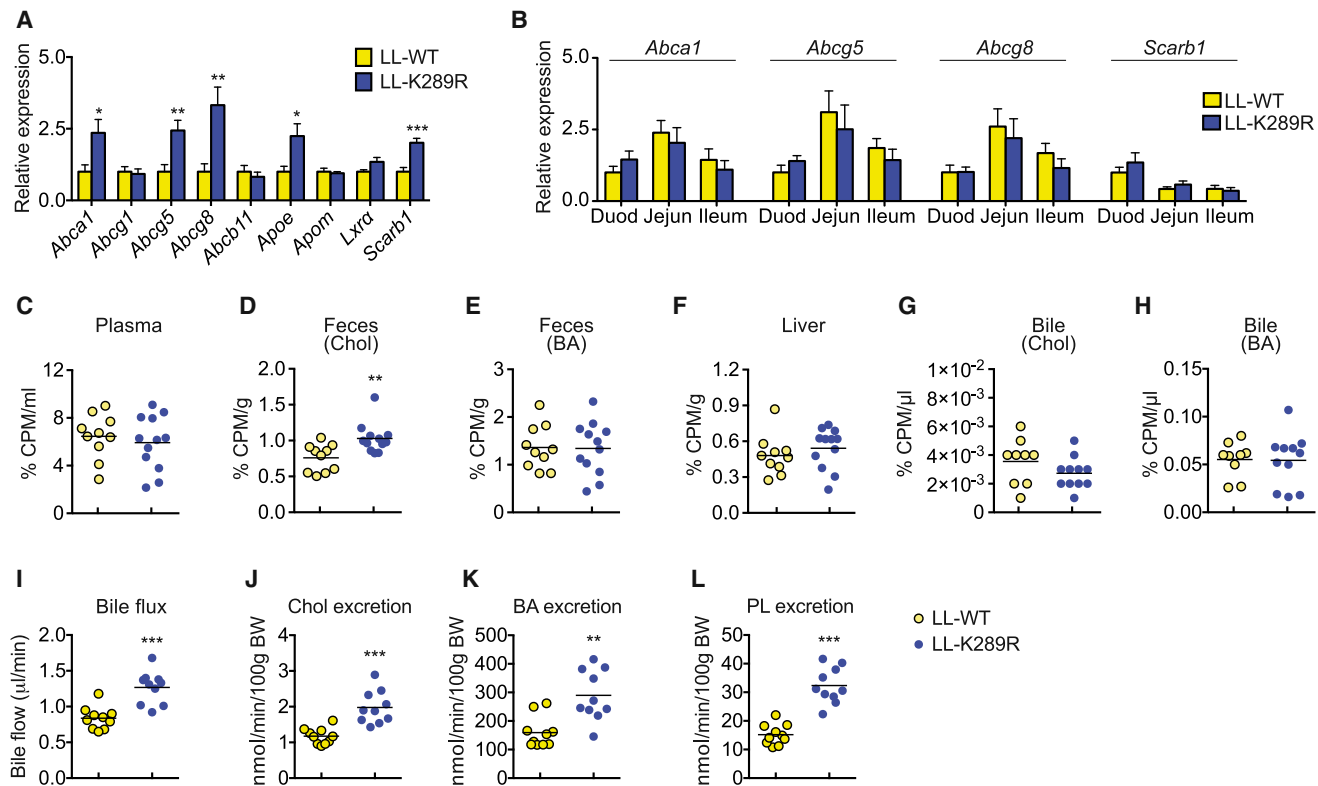 A
Relative expression
5.0
2.5
0.0
* ** ** * ***
LL-WT
LL-K289R
Abca1 Abcg1 Abcg5 Abcg8 Abcb11 Apoe Apom Lxrα Scarb1
B
Relative expression
5.0
2.5
0.0
Abca1 Abcg5 Abcg8 Scarb1
LL-WT
LL-K289R
Duod Jejun Ileum Duod Jejun Ileum Duod Jejun Ileum Duod Jejun Ileum
C
Plasma
% CPM/ml
12
8
4
0
D
Feces
(Chol)
% CPM/g
2.0
1.5
1.0
0.5
0.0
**
E
Feces
(BA)
% CPM/g
3
2
1
0
F
Liver
% CPM/g
1.2
0.9
0.6
0.3
0.0
G
Bile
(Chol)
% CPM/µl
1×10⁻²
8×10⁻³
6×10⁻³
4×10⁻³
2×10⁻³
0
H
Bile
(BA)
% CPM/µl
0.15
0.10
0.05
0.00
I
Bile flux
Bile flow (µl/min)
2.0
1.5
1.0
0.5
0.0
***
J
Chol excretion
nmol/min/100g BW
4
3
2
1
0
***
K
BA excretion
nmol/min/100g BW
500
400
300
200
100
0
**
L
PL excretion
nmol/min/100g BW
50
40
30
20
10
0
***
LL-WT
LL-K289R